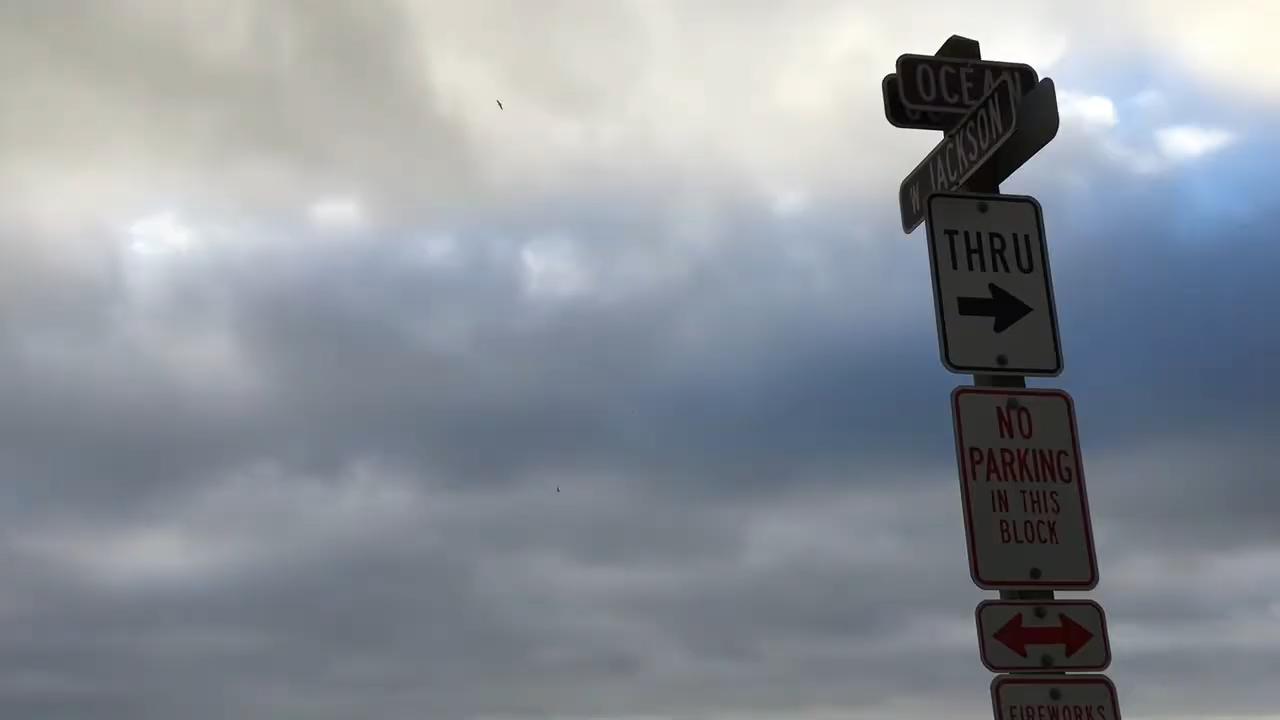 OCEAN
W JACKSON
THRU
NO
PARKING
IN THIS
BLOCK
FIREWORKS